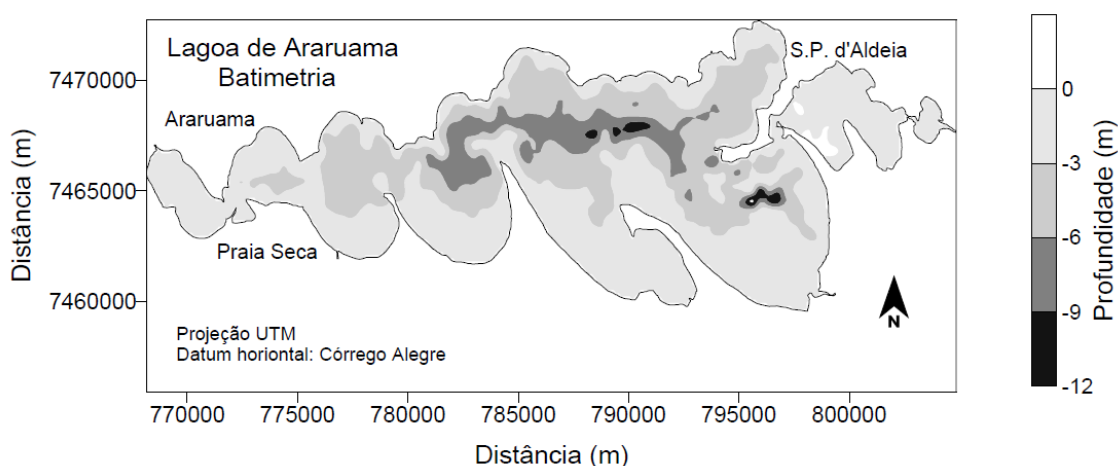 Lagoa de Araruama
Batimetria
S.P. d'Aldeia
Araruama
Praia Seca
Projeção UTM
Datum horiontal: Córrego Alegre
N
Distância (m)
7470000
7465000
7460000
770000 775000 780000 785000 790000 795000 800000
Distância (m)
0
-3
-6
-9
-12
Profundidade (m)